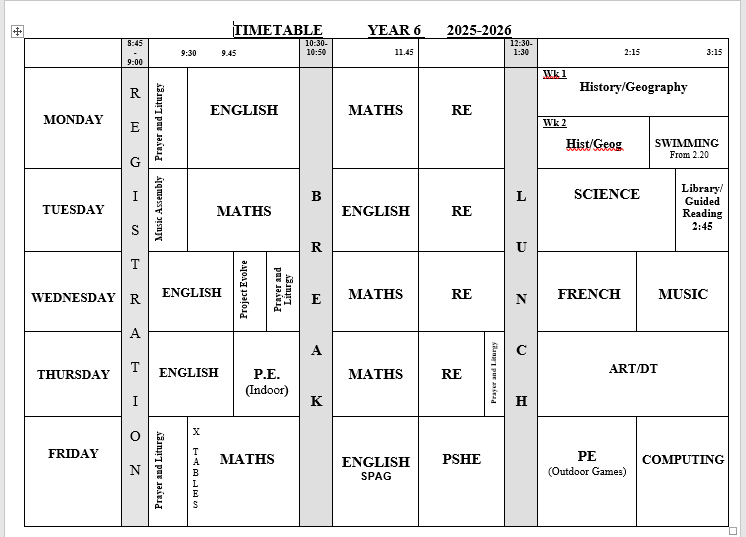 TIMETABLE YEAR 6 2025-2026
8:45
-
9:00
9:30
9.45
10:30-
10:50
11.45
12:30-
1:30
2:15
3:15
REGISTRATION
BREAK
LUNCH
MONDAY
Prayer and Liturgy
ENGLISH
MATHS
RE
Wk 1
History/Geography
Wk 2
Hist/Geog
SWIMMING
From 2.20
TUESDAY
Music Assembly
MATHS
ENGLISH
RE
SCIENCE
Library/
Guided
Reading
2:45
WEDNESDAY
ENGLISH
Project Evolve
Prayer and
Liturgy
MATHS
RE
FRENCH
MUSIC
THURSDAY
ENGLISH
P.E.
(Indoor)
MATHS
RE
Prayer and Liturgy
ART/DT
FRIDAY
Prayer and Liturgy
X TABLES
MATHS
ENGLISH
SPAG
PSHE
PE
(Outdoor Games)
COMPUTING